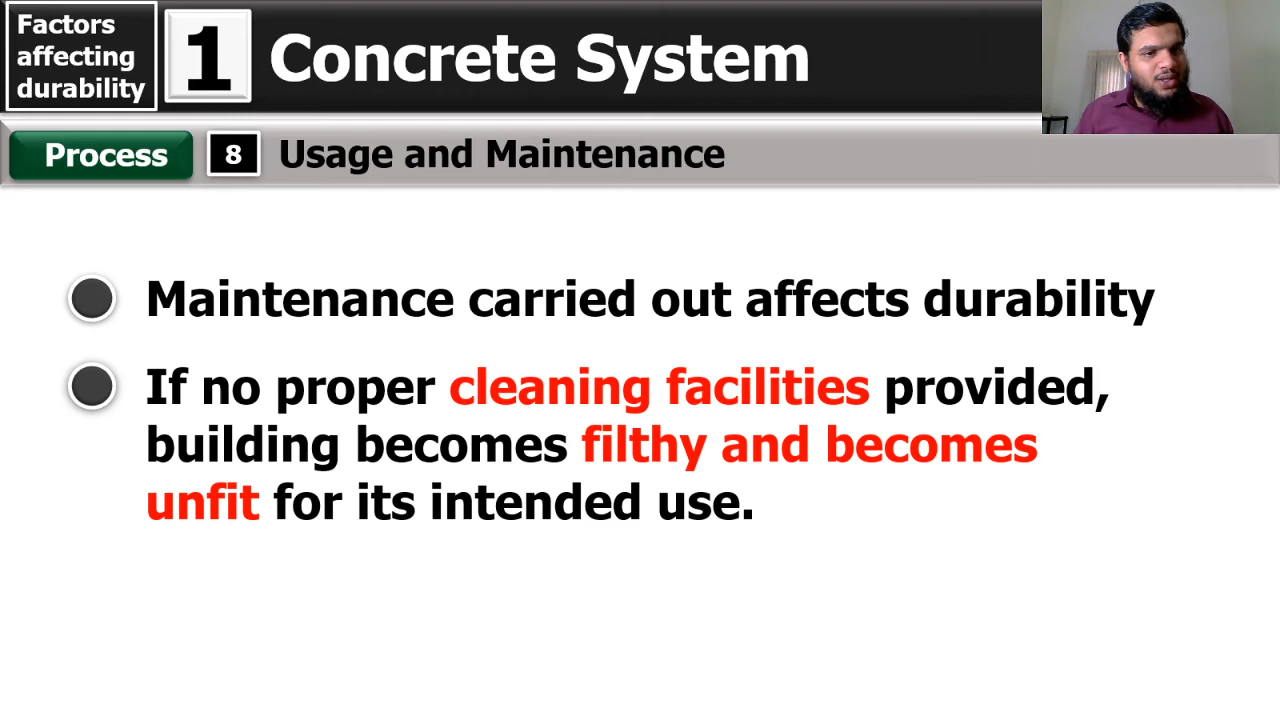 Factors
affecting
durability
1
Concrete System
Process
8
Usage and Maintenance
Maintenance carried out affects durability
If no proper cleaning facilities provided,
building becomes filthy and becomes
unfit for its intended use.